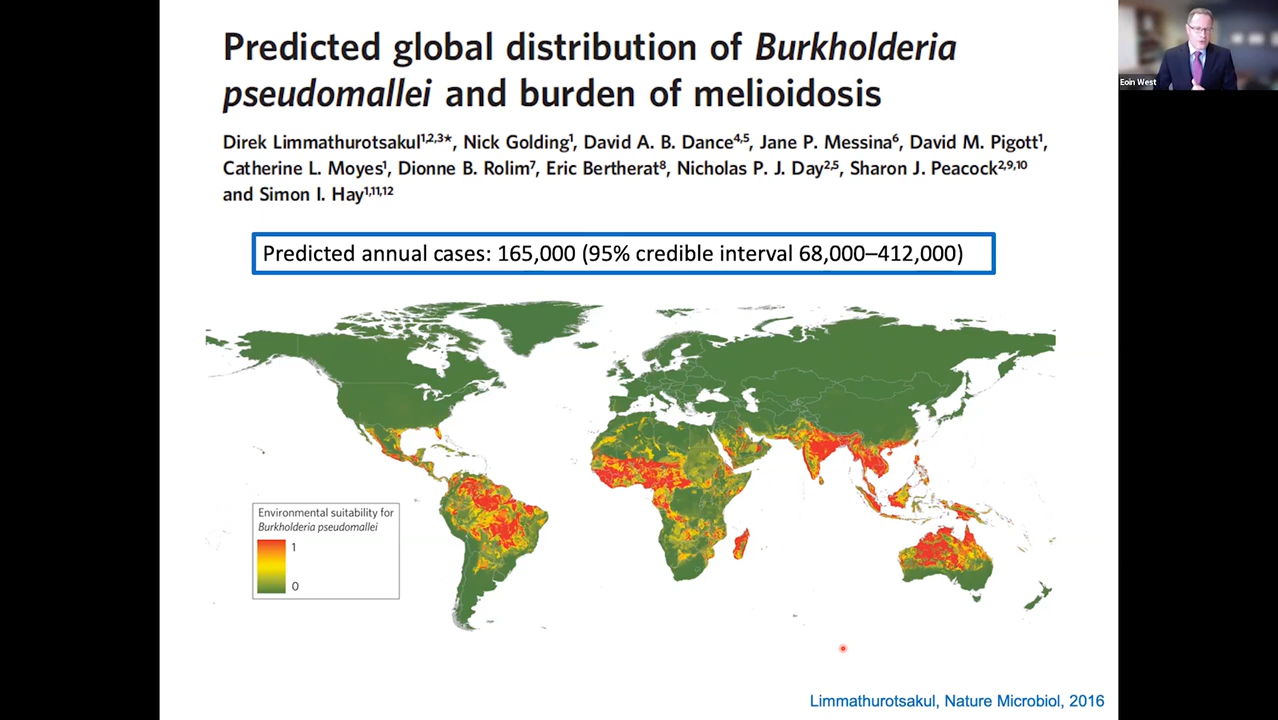 Predicted global distribution of Burkholderia
pseudomallei and burden of melioidosis
Direk Limmathurotsakul1,2,3*, Nick Golding1, David A. B. Dance4,5, Jane P. Messina6, David M. Pigott1,
Catherine L. Moyes1, Dionne B. Rolim7, Eric Bertherat8, Nicholas P. J. Day2,5, Sharon J. Peacock2,9,10
and Simon I. Hay1,11,12
Predicted annual cases: 165,000 (95% credible interval 68,000–412,000)
Environmental suitability for
Burkholderia pseudomallei
1
0
Limmathurotsakul, Nature Microbiol, 2016
Eoin West